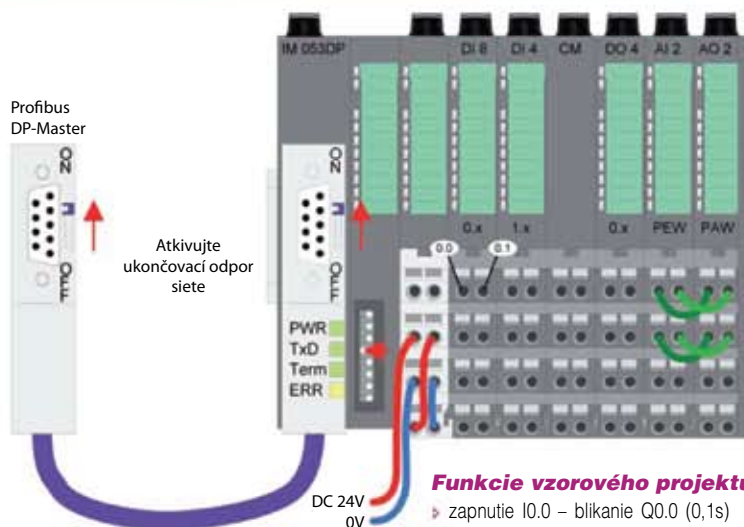 IM 053DP
DI 8
DI 4
CM
DO 4
AI 2
AO 2
Profibus
DP-Master
ON
OFF
ON
OFF
Atkivujte
ukončovací odpor
siete
0.x
1.x
0.x
PEW
PAW
0.0
0.1
PWR
TxD
Term
ERR
DC 24V
0V
Funkcie vzorového projektu
zapnutie I0.0 – blikanie Q0.0 (0,1s)